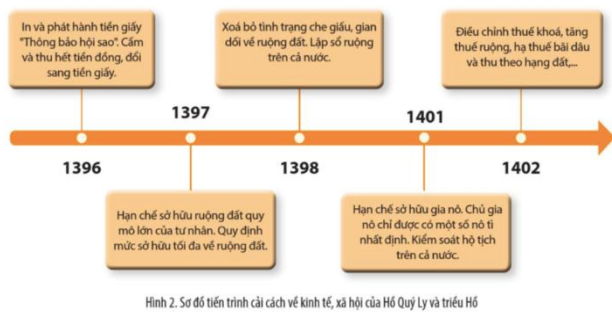 In và phát hành tiền giấy
"Thông bảo hội sao". Cấm
và thu hết tiền đồng, đổi
sang tiền giấy.
Xoá bỏ tình trạng che giấu, gian
dối về ruộng đất. Lập sổ ruộng
trên cả nước.
Điều chỉnh thuế khoá, tăng
thuế ruộng, hạ thuế bãi dâu
và thu theo hạng đất,...
1397
1401
1396
1398
1402
Hạn chế sở hữu ruộng đất quy
mô lớn của tư nhân. Quy định
mức sở hữu tối đa về ruộng đất.
Hạn chế sở hữu gia nô. Chủ gia
nô chỉ được có một số nô tì
nhất định. Kiểm soát hộ tịch
trên cả nước.
Hình 2. Sơ đồ tiến trình cải cách về kinh tế, xã hội của Hồ Quý Ly và triều Hồ